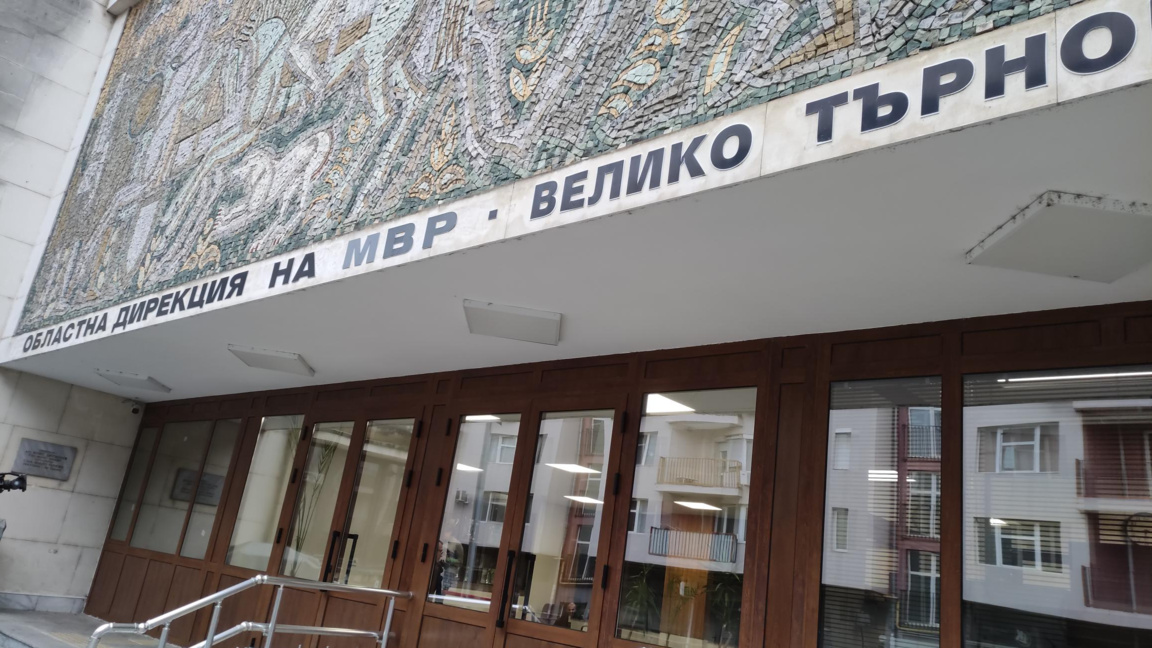 ОБЛАСТНА ДИРЕКЦИЯ НА МВР · ВЕЛИКО ТЪРНО